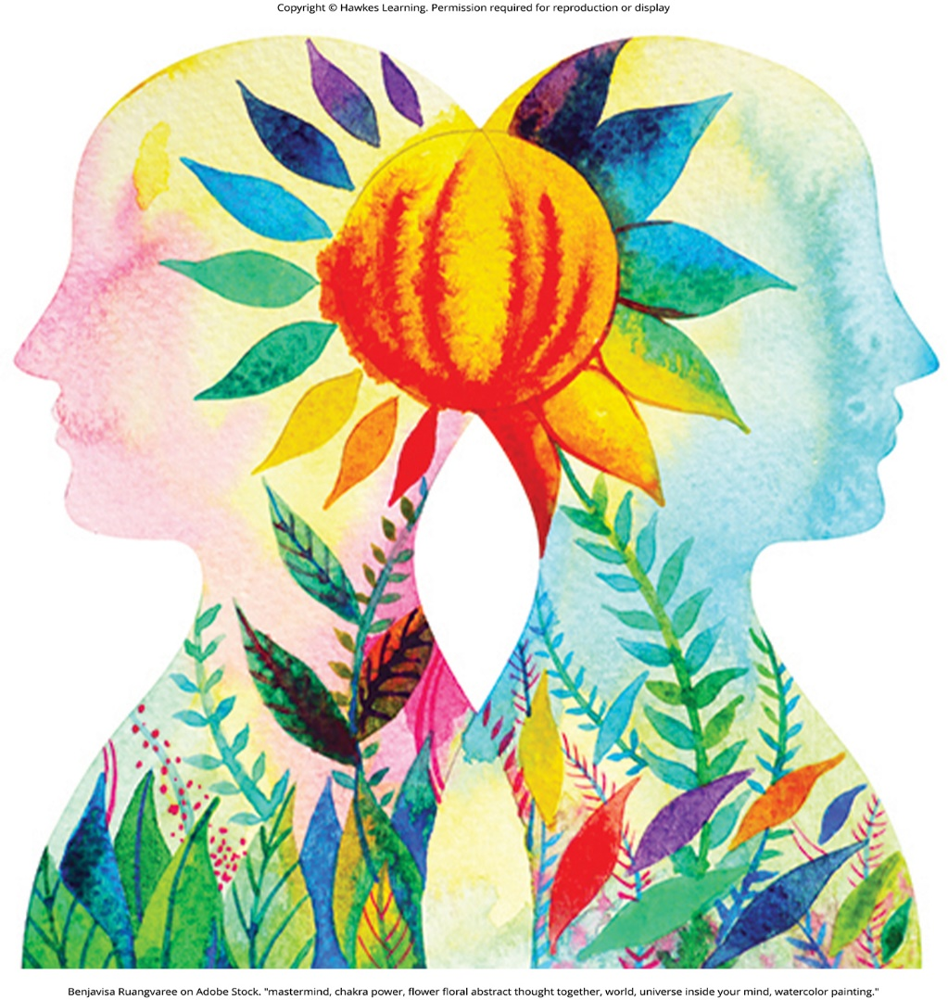 Copyright © Hawkes Learning. Permission required for reproduction or display
Benjavisa Ruangvaree on Adobe Stock. "mastermind, chakra power, flower floral abstract thought together, world, universe inside your mind, watercolor painting."